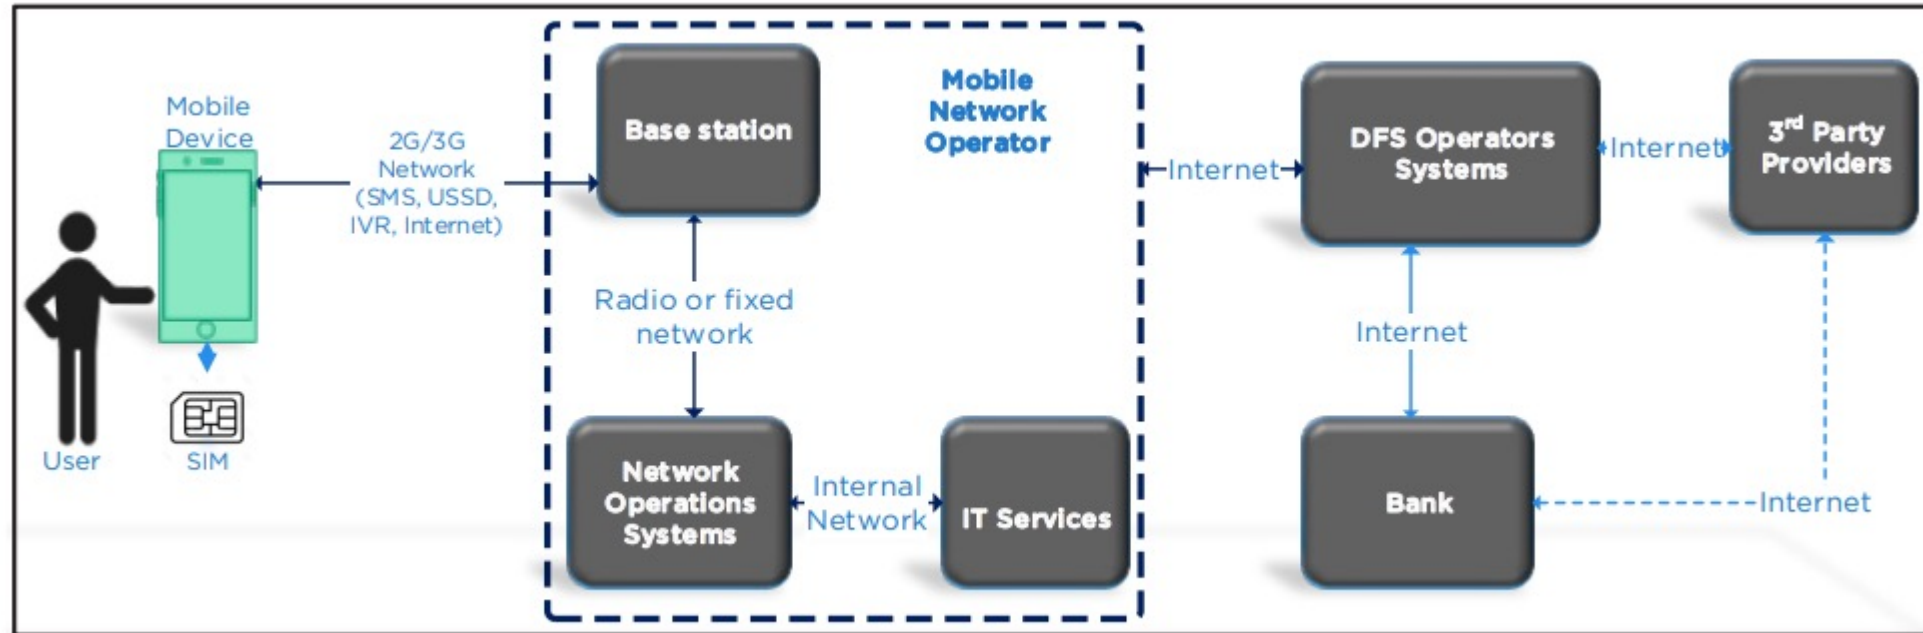 Mobile
Device
User
SIM
2G/3G
Network
(SMS, USSD,
IVR, Internet)
Base station
Mobile
Network
Operator
Radio or fixed
network
Network
Operations
Systems
Internal
Network
IT Services
Internet
DFS Operators
Systems
Internet
3rd Party
Providers
Internet
Bank
Internet